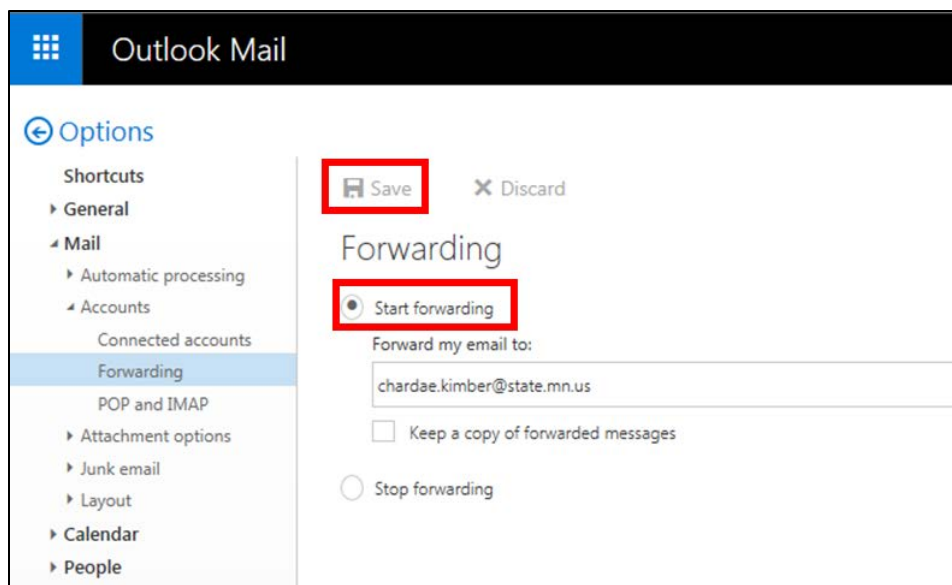 Outlook Mail
Options
Shortcuts
General
Mail
Automatic processing
Accounts
Connected accounts
Forwarding
POP and IMAP
Attachment options
Junk email
Layout
Calendar
People
Save Discard
Forwarding
Start forwarding
Forward my email to:
chardae.kimber@state.mn.us
Keep a copy of forwarded messages
Stop forwarding